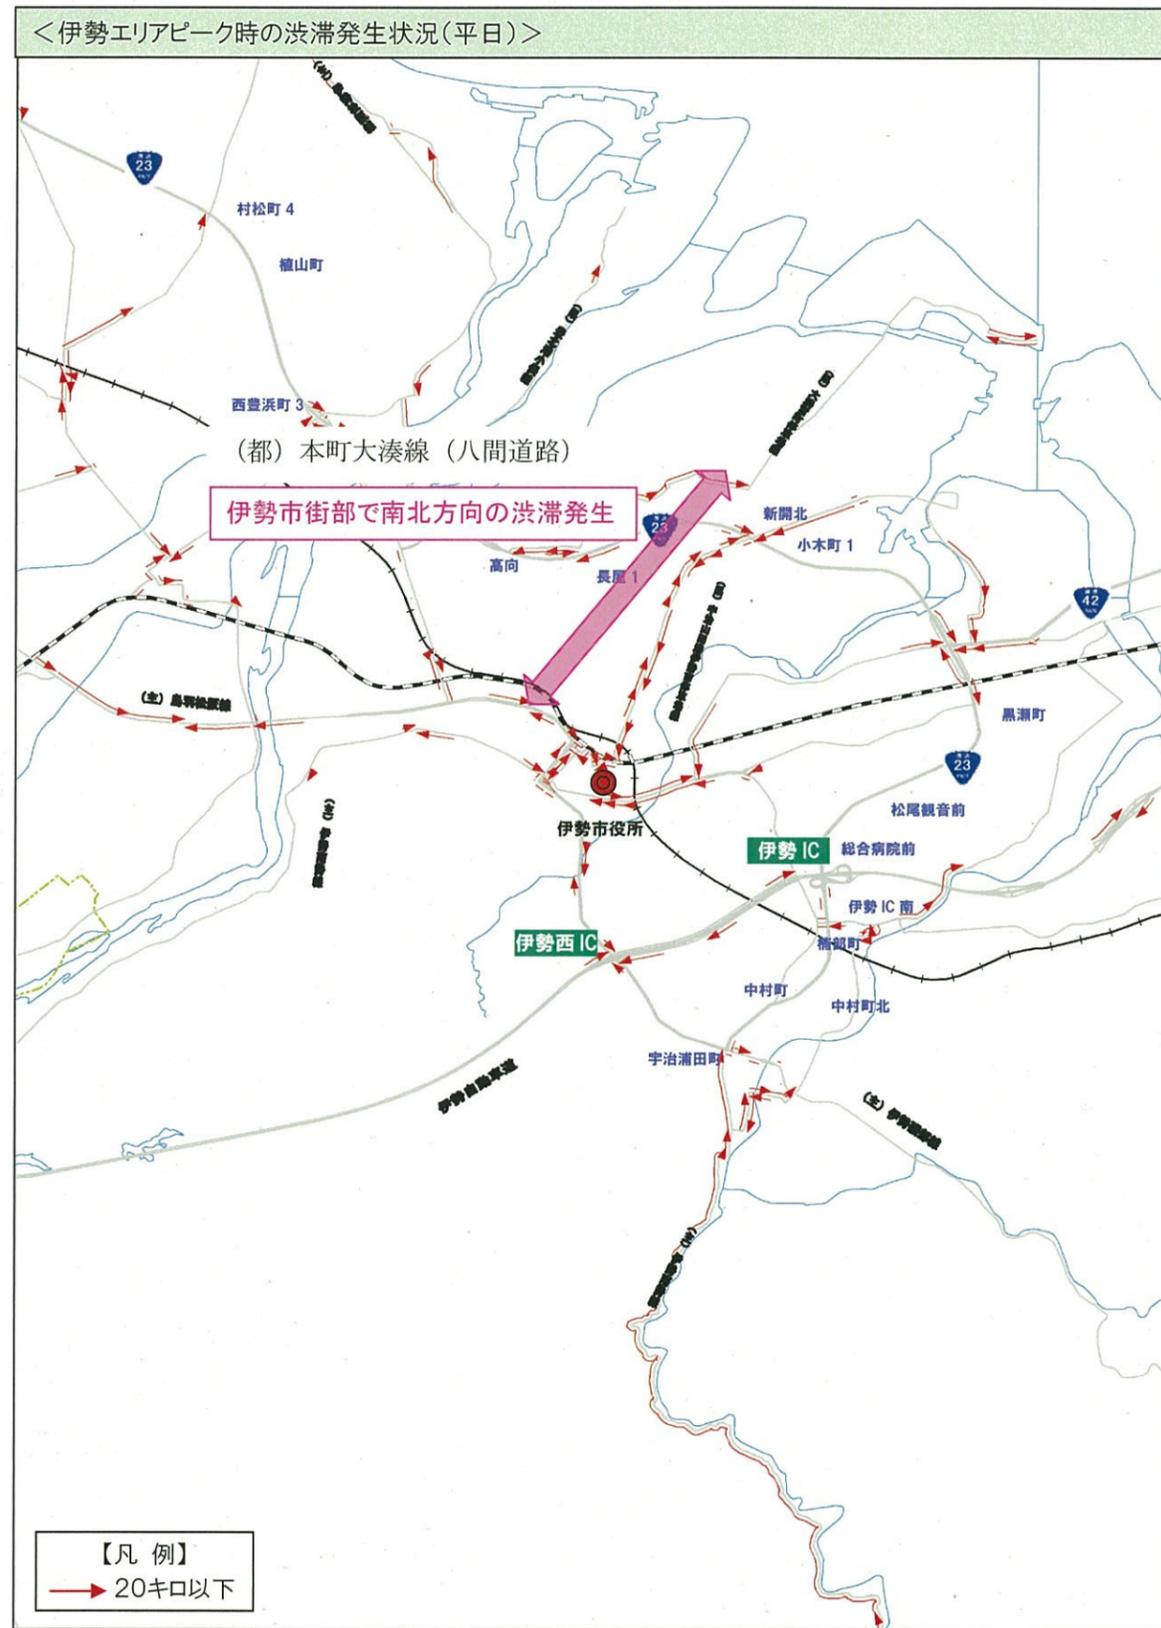 <伊勢エリアピーク時の渋滞発生状況(平日)>
23
村松町 4
植山町
西豊浜町 3
(都)本町大湊線(八間道路)
伊勢市街部で南北方向の渋滞発生
23
新開北
小木町 1
高向
長屋 1
42
(主)鳥羽松阪線
黒瀬町
23
松尾観音前
伊勢市役所
伊勢 IC
総合病院前
伊勢 IC 南
伊勢西 IC
楠部町
中村町
中村町北
宇治浦田町
伊勢自動車道
(主)伊勢磯部線
【凡 例】
20キロ以下